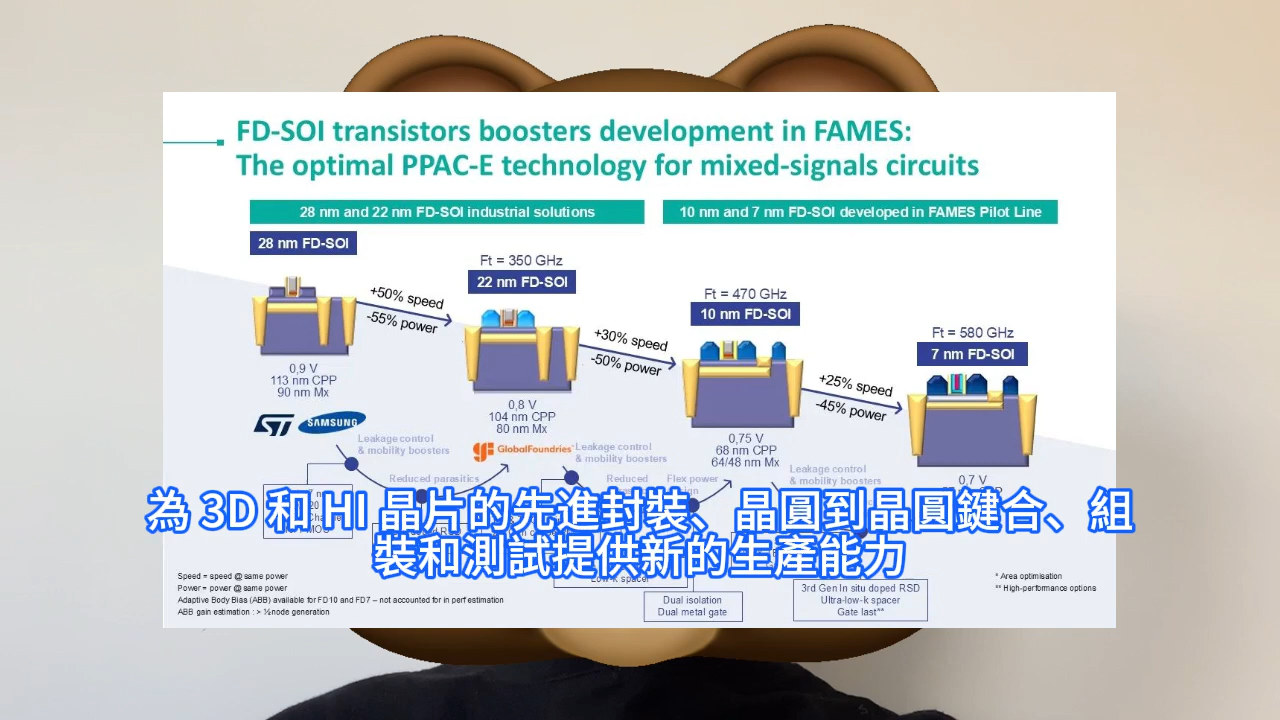 FD-SOI transistors boosters development in FAMES:
The optimal PPAC-E technology for mixed-signals circuits
28 nm and 22 nm FD-SOI industrial solutions
10 nm and 7 nm FD-SOI developed in FAMES Pilot Line
28 nm FD-SOI
Ft = 350 GHz
22 nm FD-SOI
Ft = 470 GHz
10 nm FD-SOI
Ft = 580 GHz
7 nm FD-SOI
+50% speed
-55% power
+30% speed
-50% power
+25% speed
-45% power
0,9 V
113 nm CPP
90 nm Mx
0,8 V
104 nm CPP
80 nm Mx
0,75 V
68 nm CPP
64/48 nm Mx
0,7 V
ST
SAMSUNG
GlobalFoundries
Leakage control
& mobility boosters
Reduced parasitics
Leakage control
& mobility boosters
Reduced
Flex power
Leakage control
& mobility boosters
為 3D 和 HI 晶片的先進封裝、晶圓到晶圓鍵合、組
裝和測試提供新的生產能力
Low-k spacer
Dual isolation
Dual metal gate
3rd Gen In situ doped RSD
Ultra-low-k spacer
Gate last**
Speed = speed @ same power
Power = power @ same power
Adaptive Body Bias (ABB) available for FD10 and FD7 – not accounted for in perf estimation
ABB gain estimation : > ½ node generation
* Area optimisation
** High-performance options